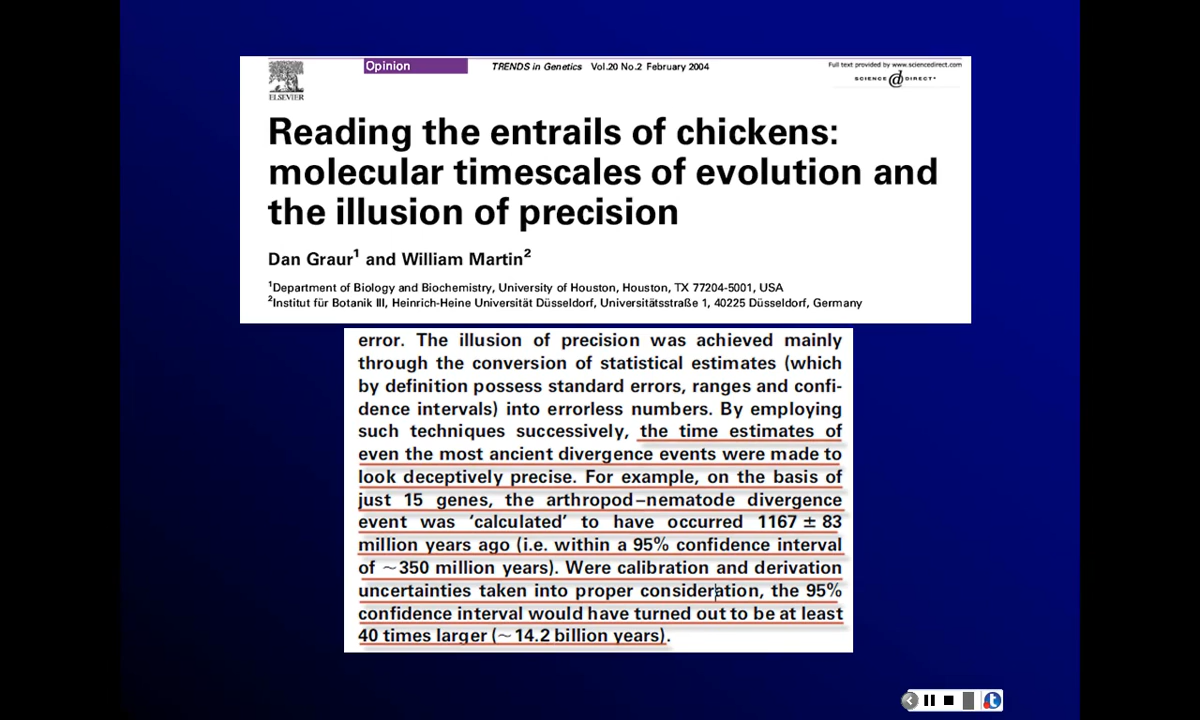 Opinion
TRENDS in Genetics Vol.20 No.2 February 2004
Full text provided by www.sciencedirect.com
SCIENCE d DIRECT®
ELSEVIER
Reading the entrails of chickens:
molecular timescales of evolution and
the illusion of precision
Dan Graur1 and William Martin2
1Department of Biology and Biochemistry, University of Houston, Houston, TX 77204-5001, USA
2Institut für Botanik III, Heinrich-Heine Universität Düsseldorf, Universitätsstraße 1, 40225 Düsseldorf, Germany
error. The illusion of precision was achieved mainly
through the conversion of statistical estimates (which
by definition possess standard errors, ranges and confi-
dence intervals) into errorless numbers. By employing
such techniques successively, the time estimates of
even the most ancient divergence events were made to
look deceptively precise. For example, on the basis of
just 15 genes, the arthropod–nematode divergence
event was ‘calculated’ to have occurred 1167 ± 83
million years ago (i.e. within a 95% confidence interval
of ~350 million years). Were calibration and derivation
uncertainties taken into proper consideration, the 95%
confidence interval would have turned out to be at least
40 times larger (~14.2 billion years).